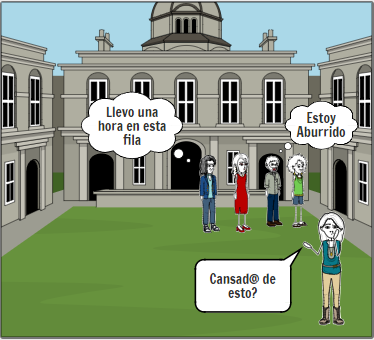 Llevo una
hora en esta
fila
Estoy
Aburrido
Cansad@ de
esto?